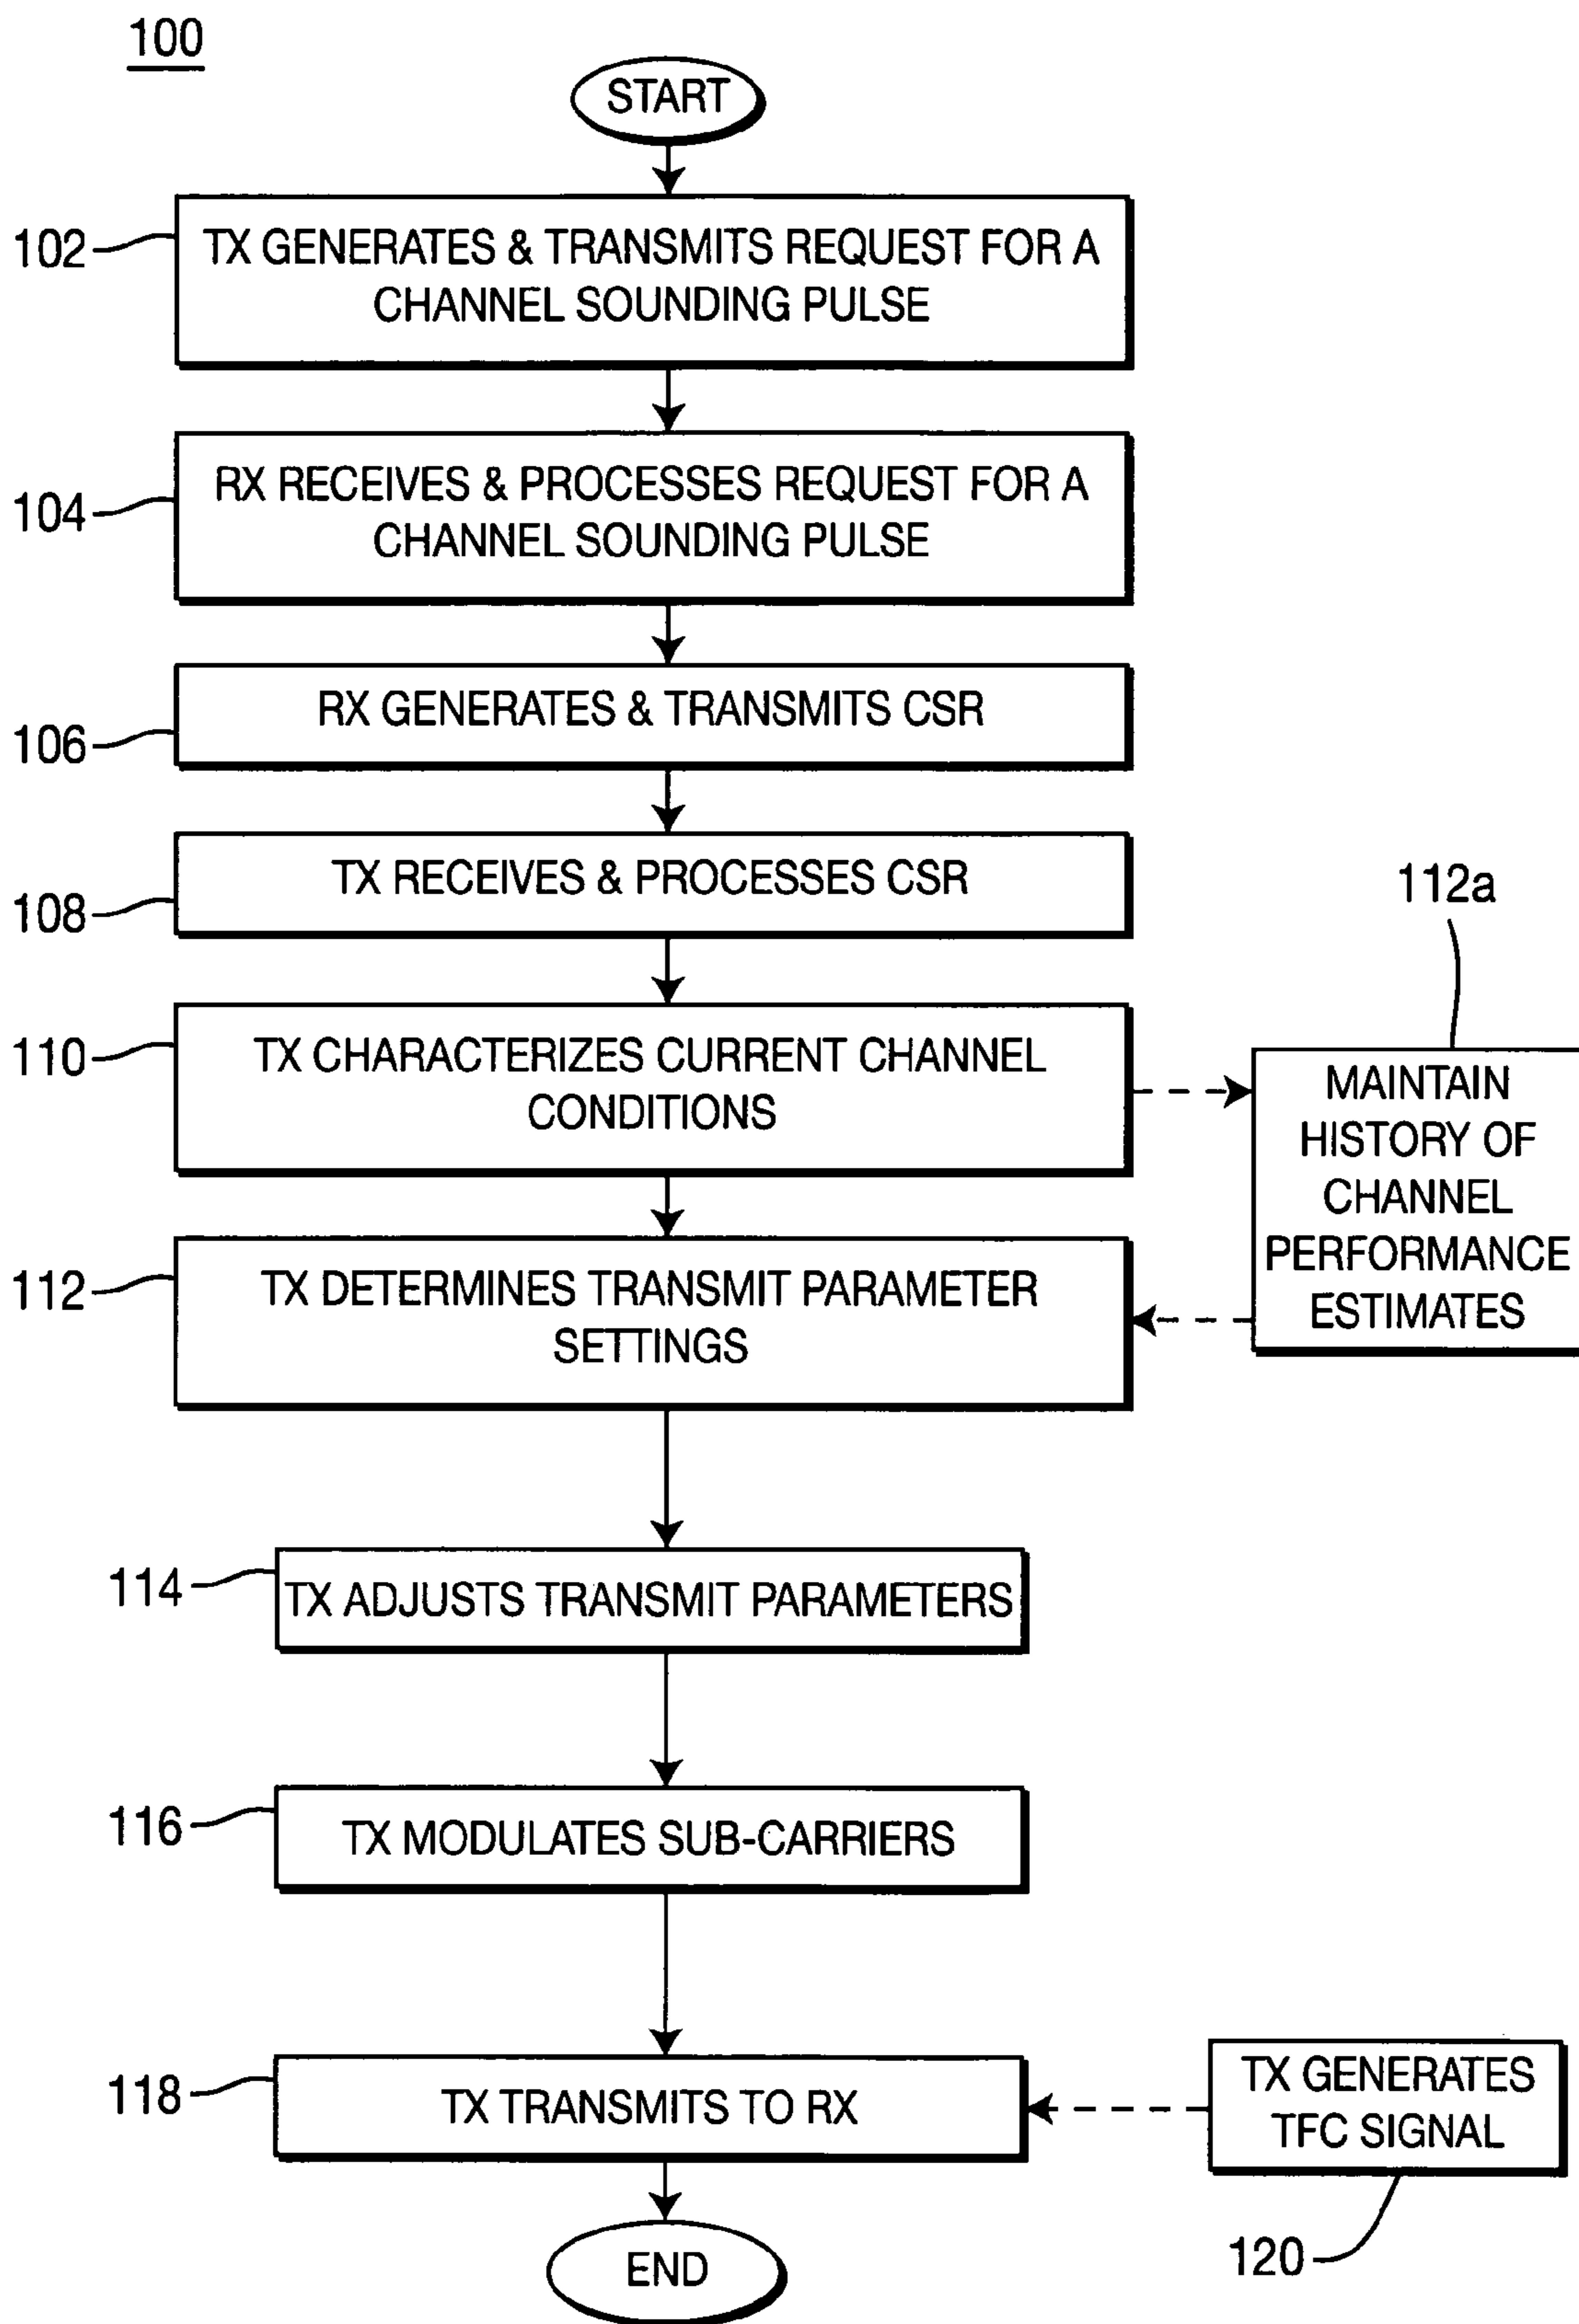 100
START
102
TX GENERATES & TRANSMITS REQUEST FOR A
CHANNEL SOUNDING PULSE
104
RX RECEIVES & PROCESSES REQUEST FOR A
CHANNEL SOUNDING PULSE
106
RX GENERATES & TRANSMITS CSR
108
TX RECEIVES & PROCESSES CSR
112a
110
TX CHARACTERIZES CURRENT CHANNEL
CONDITIONS
MAINTAIN
HISTORY OF
CHANNEL
PERFORMANCE
ESTIMATES
112
TX DETERMINES TRANSMIT PARAMETER
SETTINGS
114
TX ADJUSTS TRANSMIT PARAMETERS
116
TX MODULATES SUB-CARRIERS
118
TX TRANSMITS TO RX
TX GENERATES
TFC SIGNAL
120
END